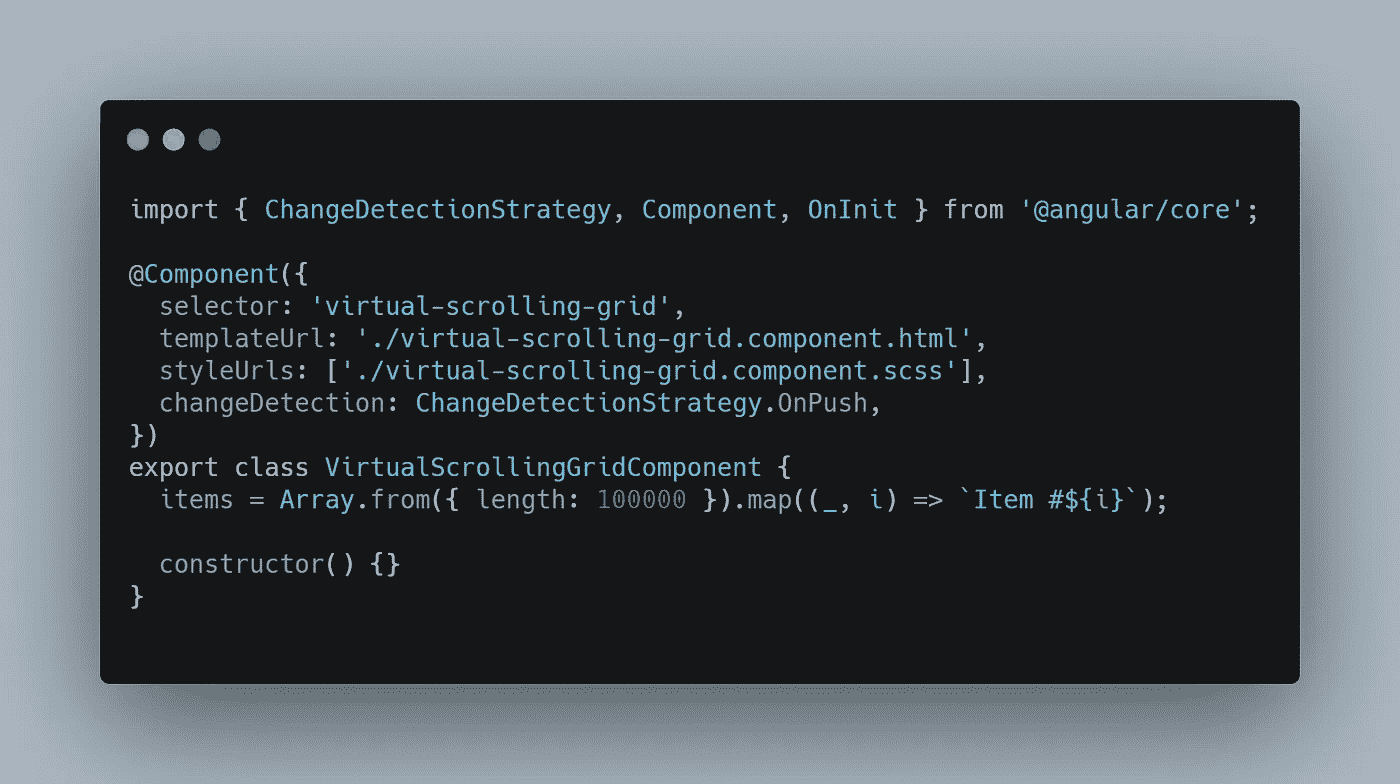 import { ChangeDetectionStrategy, Component, OnInit } from '@angular/core';
@Component({
  selector: 'virtual-scrolling-grid',
  templateUrl: './virtual-scrolling-grid.component.html',
  styleUrls: ['./virtual-scrolling-grid.component.scss'],
  changeDetection: ChangeDetectionStrategy.OnPush,
})
export class VirtualScrollingGridComponent {
  items = Array.from({ length: 100000 }).map((_, i) => `Item #${i}`);
  constructor() {}
}